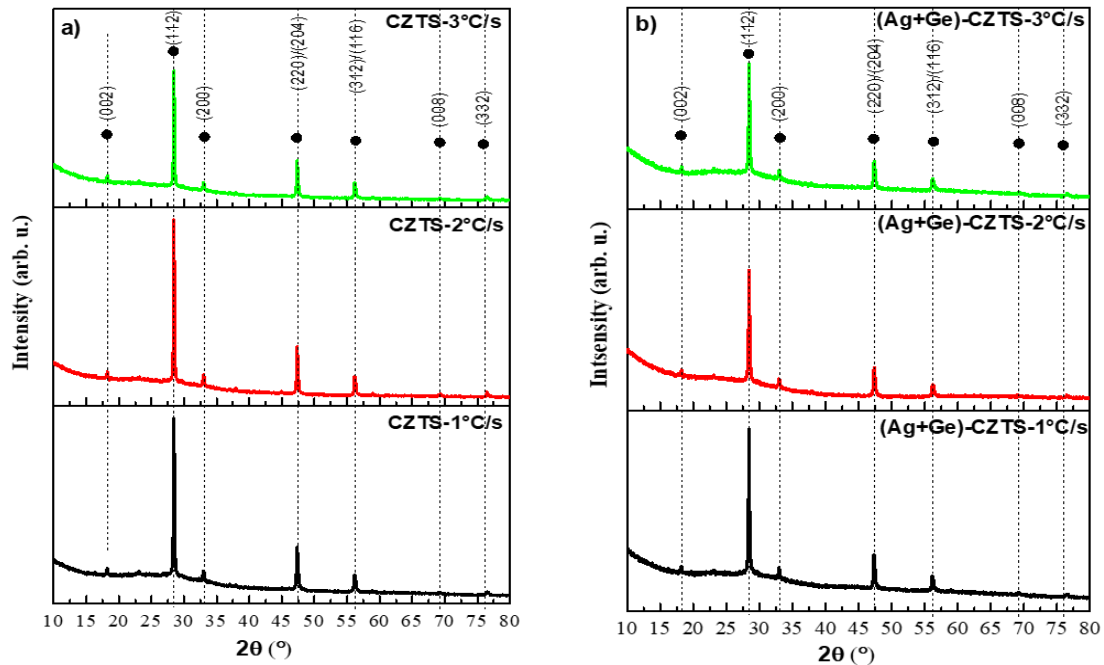 a)
CZTS-3°C/s
(002)
(112)
(200)
(220)/(204)
(312)/(116)
(008)
(332)
CZTS-2°C/s
CZTS-1°C/s
Intensity (arb. u.)
10 15 20 25 30 35 40 45 50 55 60 65 70 75 80
2θ (°)
b)
(Ag+Ge)-CZTS-3°C/s
(002)
(112)
(200)
(220)/(204)
(312)/(116)
(008)
(332)
(Ag+Ge)-CZTS-2°C/s
(Ag+Ge)-CZTS-1°C/s
Intsensity (arb. u.)
10 15 20 25 30 35 40 45 50 55 60 65 70 75 80
2θ (°)